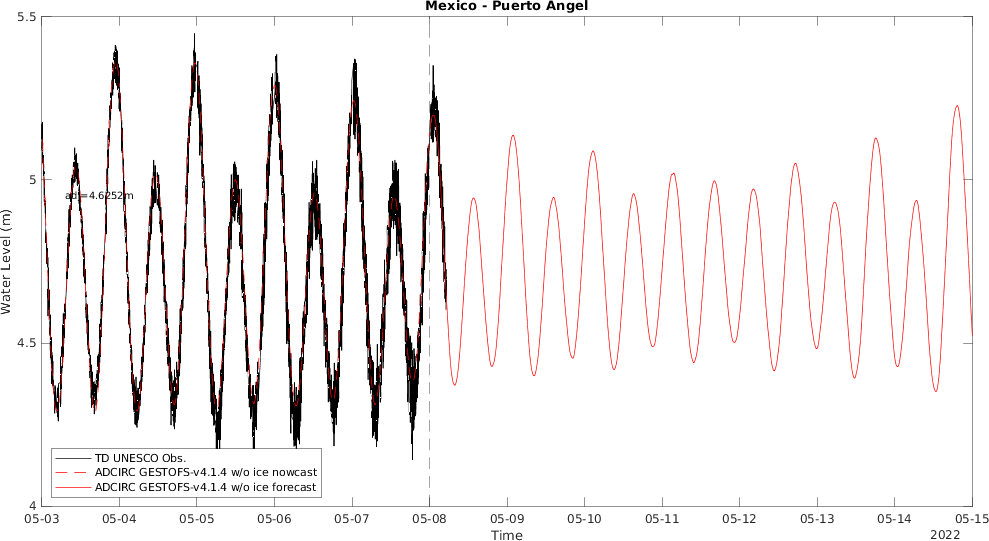 Mexico - Puerto Angel
5.5
5
4.5
4
Water Level (m)
adj=4.6252m
TD UNESCO Obs.
ADCIRC GESTOFS-v4.1.4 w/o ice nowcast
ADCIRC GESTOFS-v4.1.4 w/o ice forecast
05-03 05-04 05-05 05-06 05-07 05-08 05-09 05-10 05-11 05-12 05-13 05-14 05-15
Time
2022